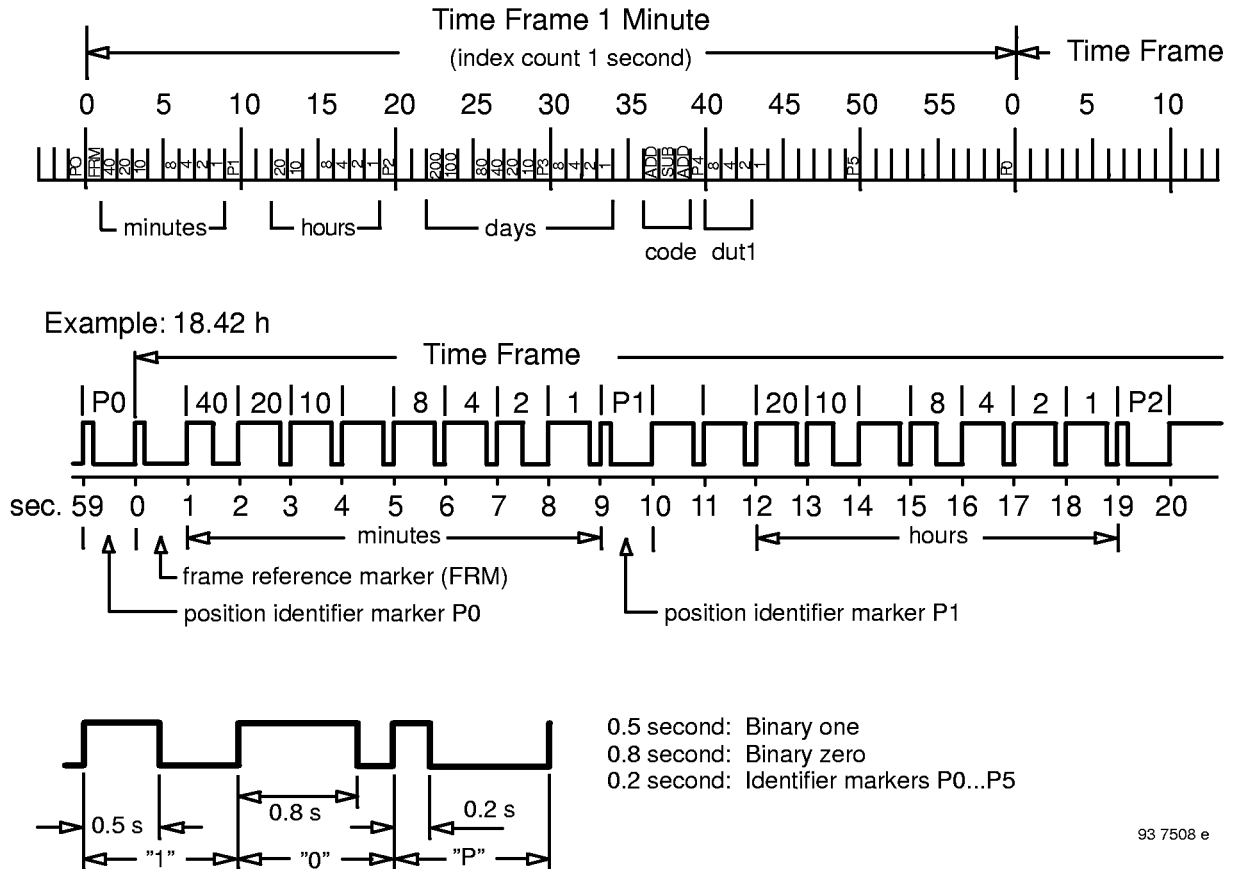 Time Frame 1 Minute
(index count 1 second)
Time Frame
0 5 10 15 20 25 30 35 40 45 50 55 0 5 10
P0 FRM 40 20 10 8 4 2 1 P1 20 10 8 4 2 1 P2 200 100 80 40 20 10 P3 8 4 2 1 ADD SUB ADD P4 8 4 2 1 P5 R0
minutes hours days
code dut1
Example: 18.42 h
Time Frame
P0 40 20 10 8 4 2 1 P1 20 10 8 4 2 1 P2
sec. 59 0 1 2 3 4 5 6 7 8 9 10 11 12 13 14 15 16 17 18 19 20
minutes hours
frame reference marker (FRM)
position identifier marker P0
position identifier marker P1
0.5 second: Binary one
0.8 second: Binary zero
0.2 second: Identifier markers P0...P5
0.5 s 0.8 s 0.2 s
"1" "0" "P"
93 7508 e